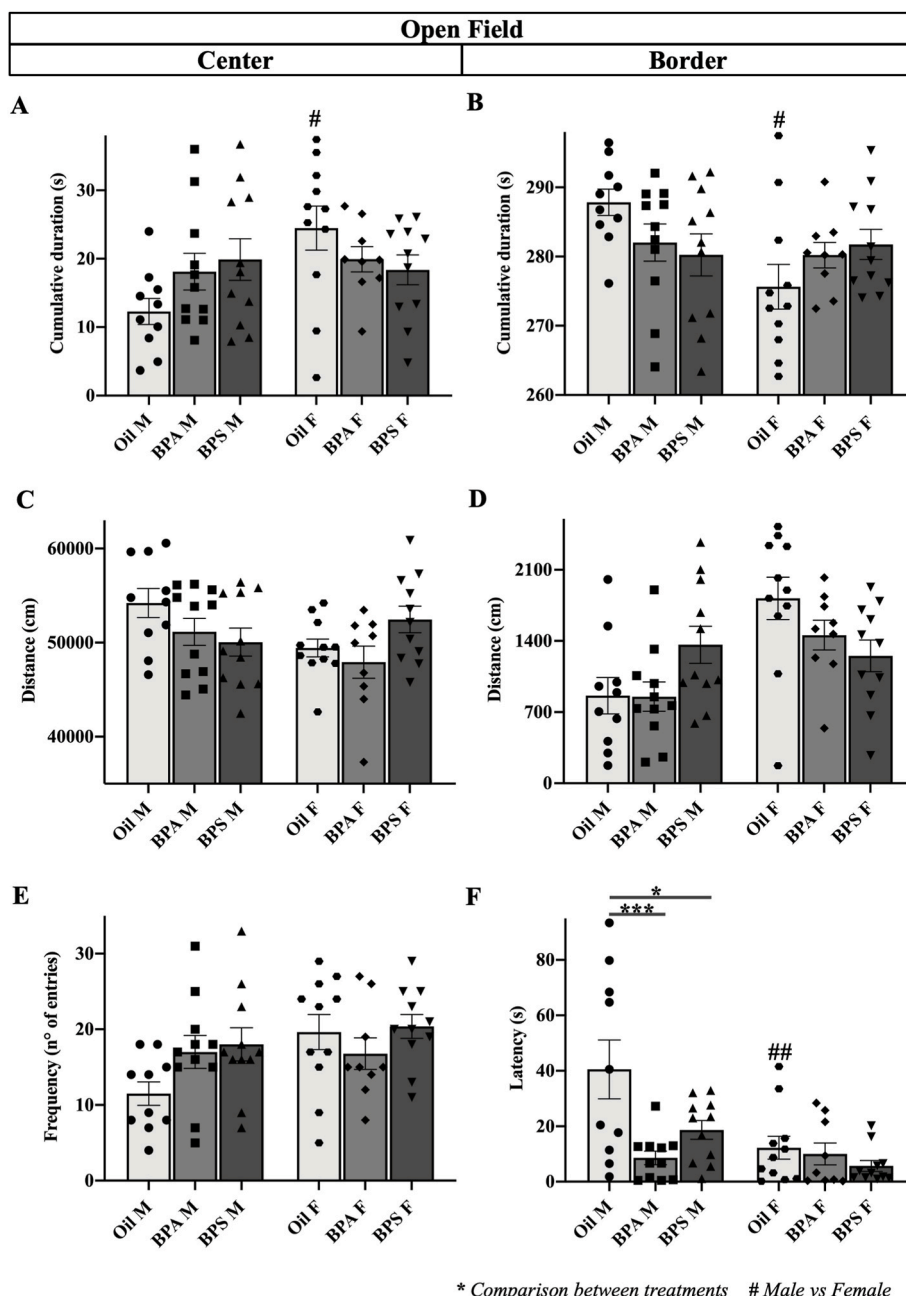 Open Field
Center Border
A B
# #
Cumulative duration (s)
30
20
10
0
Oil M BPA M BPS M Oil F BPA F BPS F
Cumulative duration (s)
290
280
270
260
Oil M BPA M BPS M Oil F BPA F BPS F
C D
Distance (cm)
60000
50000
40000
Oil M BPA M BPS M Oil F BPA F BPS F
Distance (cm)
2100
1400
700
0
Oil M BPA M BPS M Oil F BPA F BPS F
E F
Frequency (n° of entries)
30
20
10
0
Oil M BPA M BPS M Oil F BPA F BPS F
*
***
##
Latency (s)
80
60
40
20
0
Oil M BPA M BPS M Oil F BPA F BPS F
* Comparison between treatments # Male vs Female